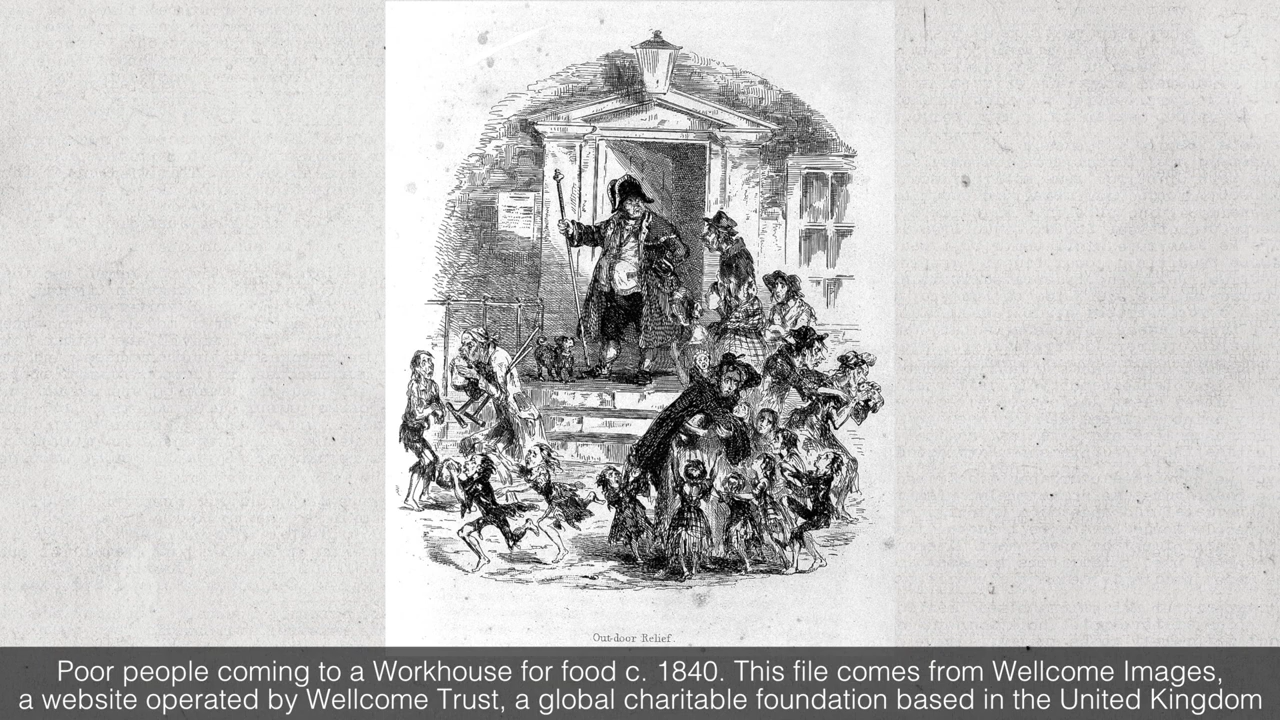 Out-door Relief.
Poor people coming to a Workhouse for food c. 1840. This file comes from Wellcome Images,
a website operated by Wellcome Trust, a global charitable foundation based in the United Kingdom